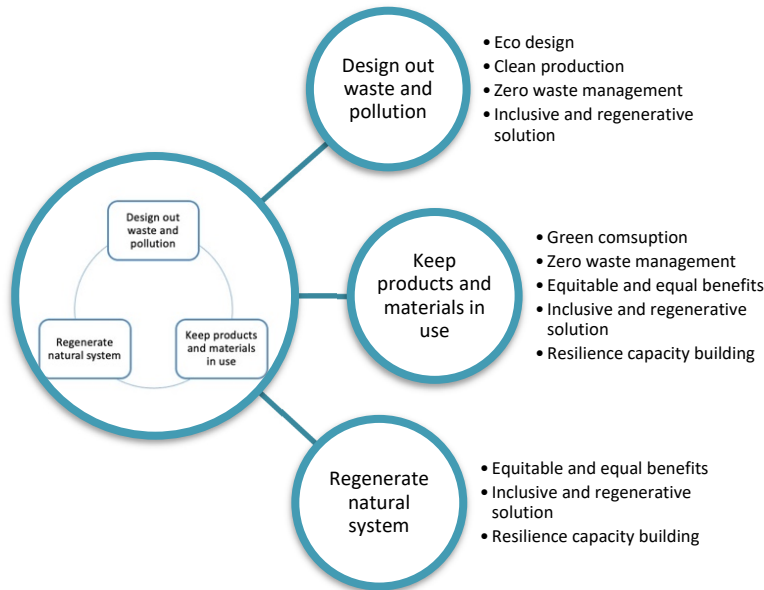 Design out
waste and
pollution
• Eco design
• Clean production
• Zero waste management
• Inclusive and regenerative
solution
Design out
waste and
pollution
Regenerate
natural system
Keep products
and materials
in use
Keep
products and
materials in
use
• Green comsuption
• Zero waste management
• Equitable and equal benefits
• Inclusive and regenerative
solution
• Resilience capacity building
Regenerate
natural
system
• Equitable and equal benefits
• Inclusive and regenerative
solution
• Resilience capacity building